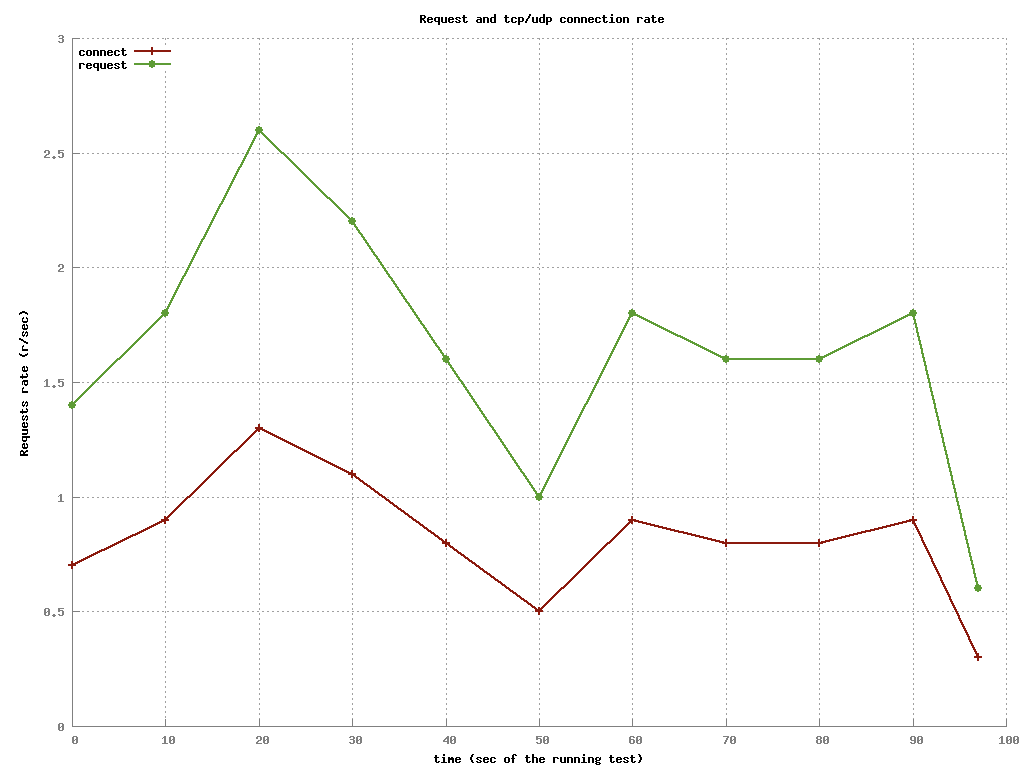 Request and tcp/udp connection rate
connect
request
3
2.5
2
1.5
1
0.5
0
Requests rate (r/sec)
0 10 20 30 40 50 60 70 80 90 100
time (sec of the running test)